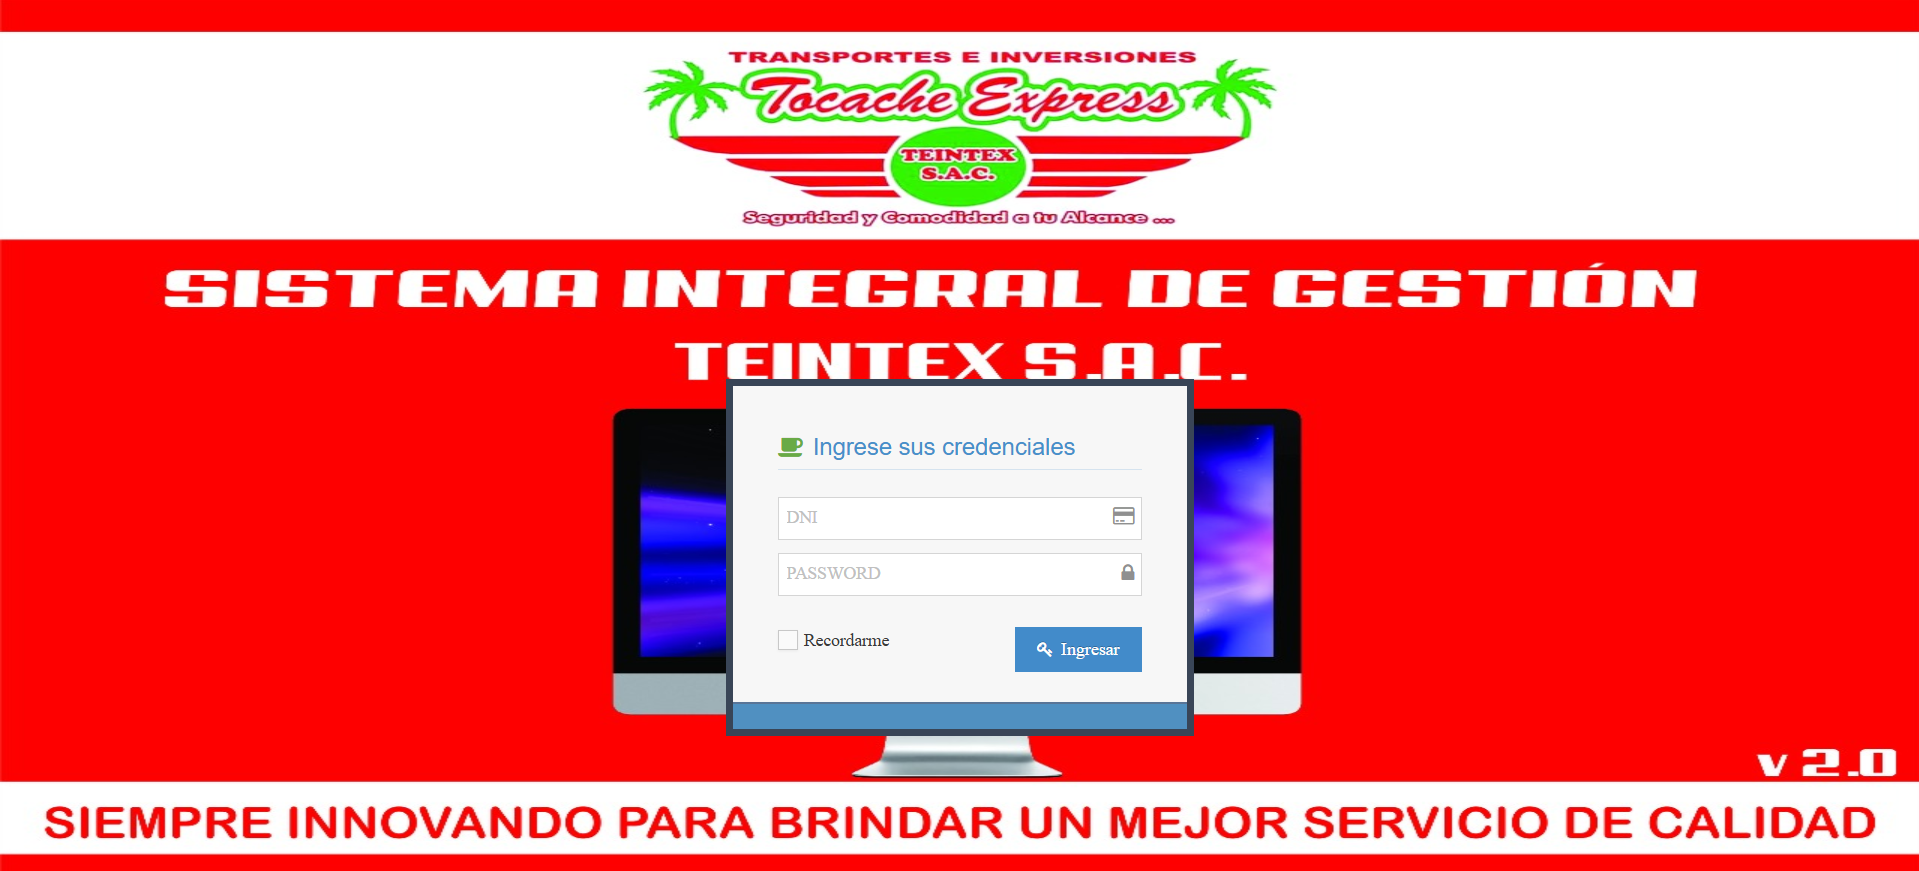 TRANSPORTES E INVERSIONES
Tocache Express
TEINTEX
S.A.C.
Seguridad y Comodidad a tu Alcance ...
SISTEMA INTEGRAL DE GESTIÓN
TEINTEX S.A.C.
Ingrese sus credenciales
DNI
PASSWORD
Recordarme
Ingresar
v 2.0
SIEMPRE INNOVANDO PARA BRINDAR UN MEJOR SERVICIO DE CALIDAD